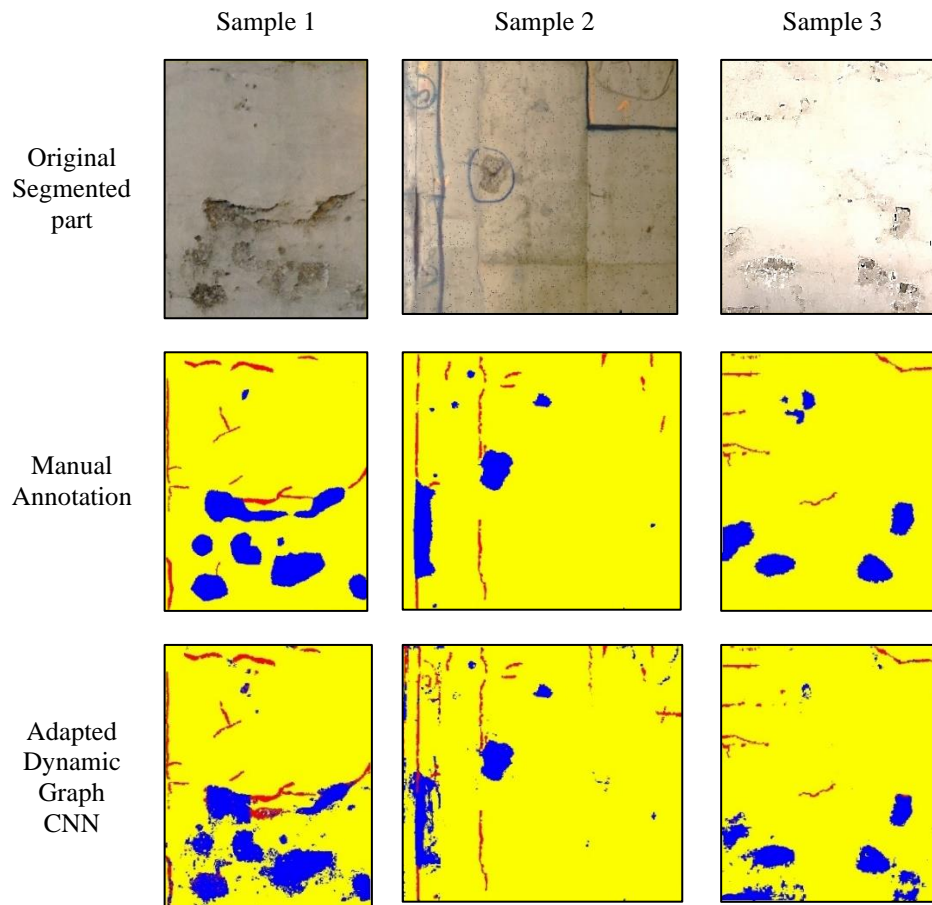 Sample 1
Sample 2
Sample 3
Original
Segmented
part
Manual
Annotation
Adapted
Dynamic
Graph
CNN